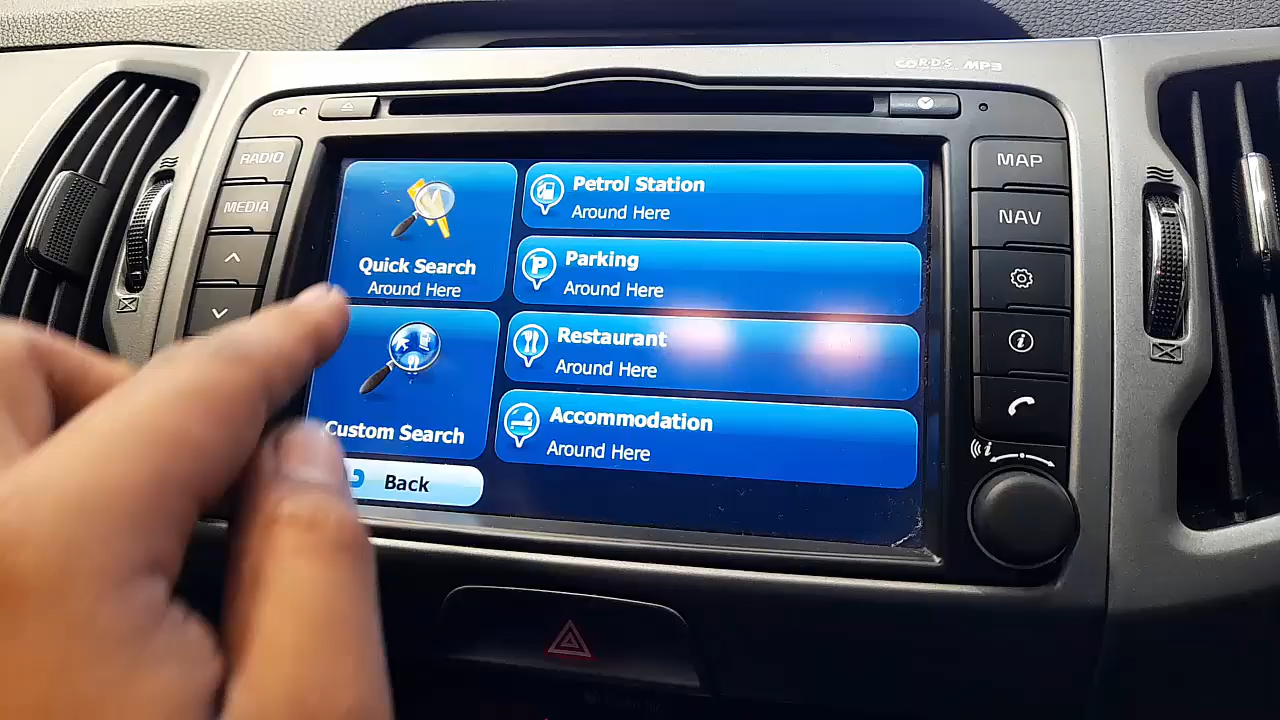 RDS MP3
RADIO
MEDIA
MAP
NAV
Quick Search
Around Here
Custom Search
Back
Petrol Station
Around Here
Parking
Around Here
Restaurant
Around Here
Accommodation
Around Here